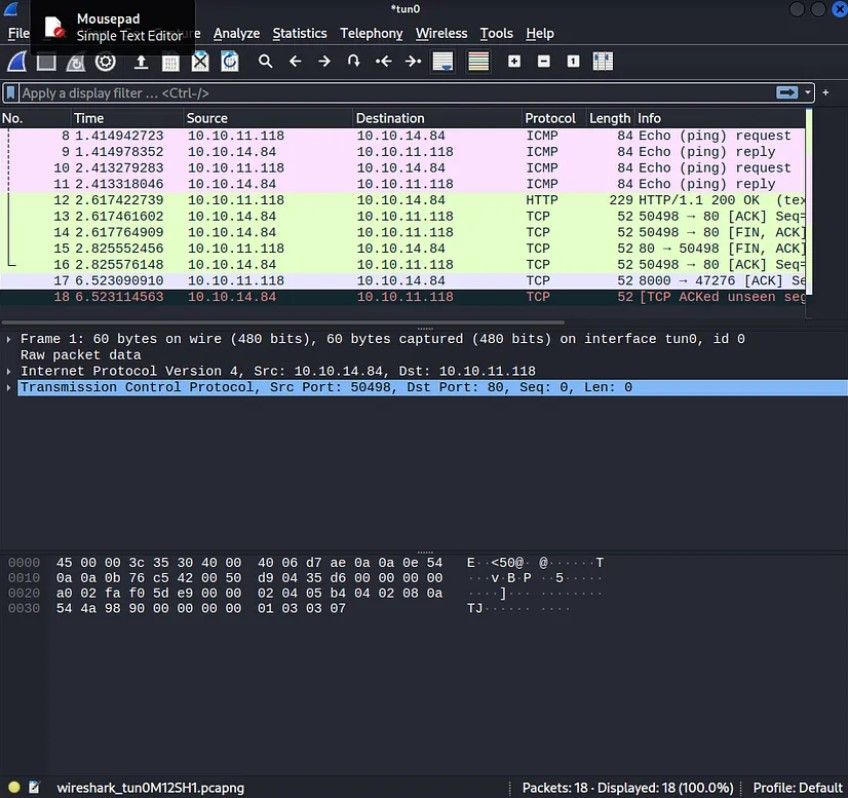 *tun0
Mousepad
Simple Text Editor
File Analyze Statistics Telephony Wireless Tools Help
Apply a display filter ... <Ctrl-/>
No. Time Source Destination Protocol Length Info
8 1.414942723 10.10.11.118 10.10.14.84 ICMP 84 Echo (ping) request
9 1.414978352 10.10.14.84 10.10.11.118 ICMP 84 Echo (ping) reply
10 2.413279283 10.10.11.118 10.10.14.84 ICMP 84 Echo (ping) request
11 2.413318046 10.10.14.84 10.10.11.118 ICMP 84 Echo (ping) reply
12 2.617422739 10.10.11.118 10.10.14.84 HTTP 229 HTTP/1.1 200 OK (tex
13 2.617461602 10.10.14.84 10.10.11.118 TCP 52 50498 → 80 [ACK] Seq=
14 2.617764909 10.10.14.84 10.10.11.118 TCP 52 50498 → 80 [FIN, ACK]
15 2.825552456 10.10.11.118 10.10.14.84 TCP 52 80 → 50498 [FIN, ACK]
16 2.825576148 10.10.14.84 10.10.11.118 TCP 52 50498 → 80 [ACK] Seq=
17 6.523090910 10.10.11.118 10.10.14.84 TCP 52 8000 → 47276 [ACK] Se
18 6.523114563 10.10.14.84 10.10.11.118 TCP 52 [TCP ACKed unseen seg
Frame 1: 60 bytes on wire (480 bits), 60 bytes captured (480 bits) on interface tun0, id 0
Raw packet data
Internet Protocol Version 4, Src: 10.10.14.84, Dst: 10.10.11.118
Transmission Control Protocol, Src Port: 50498, Dst Port: 80, Seq: 0, Len: 0
0000 45 00 00 3c 35 30 40 00 40 06 d7 ae 0a 0a 0e 54 E··<50@· @······T
0010 0a 0a 0b 76 c5 42 00 50 d9 04 35 d6 00 00 00 00 ···v·B·P ··5·····
0020 a0 02 fa f0 5d e9 00 00 02 04 05 b4 04 02 08 0a ····]··· ········
0030 54 4a 98 90 00 00 00 00 01 03 03 07 TJ······ ····
wireshark_tun0M12SH1.pcapng Packets: 18 · Displayed: 18 (100.0%) Profile: Default